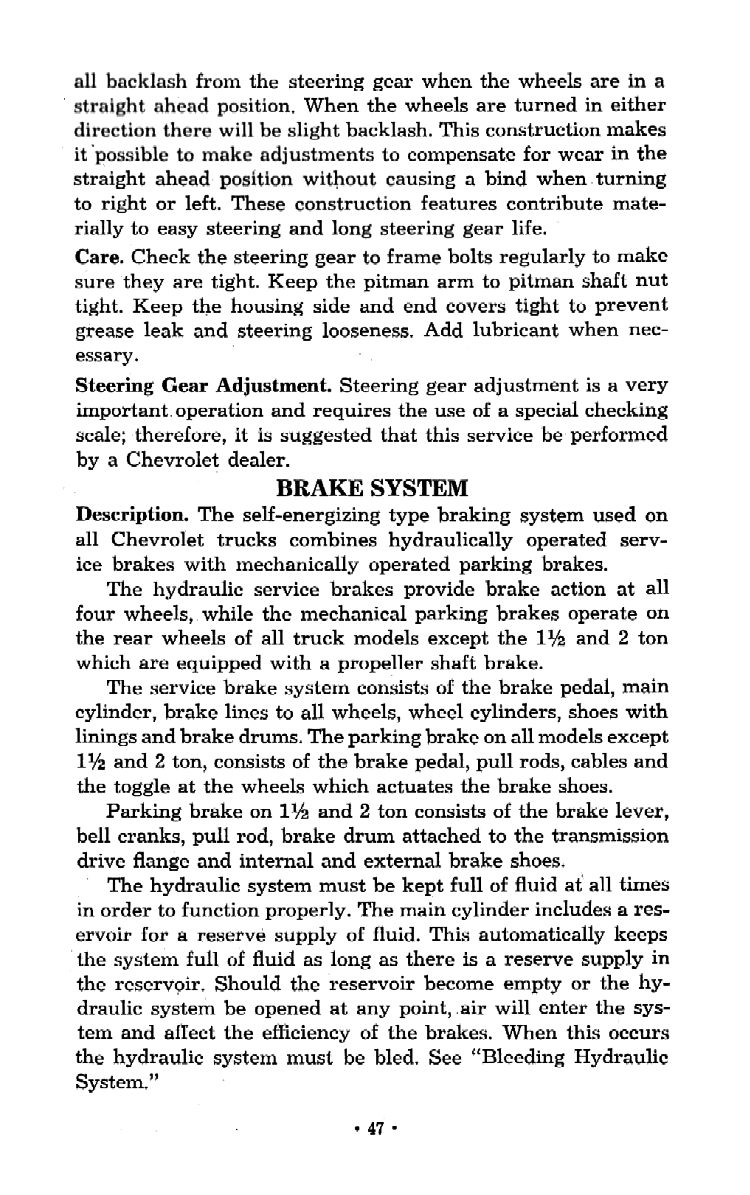 all backlash from the steering gear when the wheels are in a
straight ahead position. When the wheels are turned in either
direction there will be slight backlash. This construction makes
it possible to make adjustments to compensate for wear in the
straight ahead position without causing a bind when turning
to right or left. These construction features contribute mate-
rially to easy steering and long steering gear life.
Care. Check the steering gear to frame bolts regularly to make
sure they are tight. Keep the pitman arm to pitman shaft nut
tight. Keep the housing side and end covers tight to prevent
grease leak and steering looseness. Add lubricant when nec-
essary.
Steering Gear Adjustment. Steering gear adjustment is a very
important operation and requires the use of a special checking
scale; therefore, it is suggested that this service be performed
by a Chevrolet dealer.
BRAKE SYSTEM
Description. The self-energizing type braking system used on
all Chevrolet trucks combines hydraulically operated serv-
ice brakes with mechanically operated parking brakes.
The hydraulic service brakes provide brake action at all
four wheels, while the mechanical parking brakes operate on
the rear wheels of all truck models except the 1½ and 2 ton
which are equipped with a propeller shaft brake.
The service brake system consists of the brake pedal, main
cylinder, brake lines to all wheels, wheel cylinders, shoes with
linings and brake drums. The parking brake on all models except
1½ and 2 ton, consists of the brake pedal, pull rods, cables and
the toggle at the wheels which actuates the brake shoes.
Parking brake on 1½ and 2 ton consists of the brake lever,
bell cranks, pull rod, brake drum attached to the transmission
drive flange and internal and external brake shoes.
The hydraulic system must be kept full of fluid at all times
in order to function properly. The main cylinder includes a res-
ervoir for a reserve supply of fluid. This automatically keeps
the system full of fluid as long as there is a reserve supply in
the reservoir. Should the reservoir become empty or the hy-
draulic system be opened at any point, air will enter the sys-
tem and affect the efficiency of the brakes. When this occurs
the hydraulic system must be bled. See "Bleeding Hydraulic
System."
• 47 •